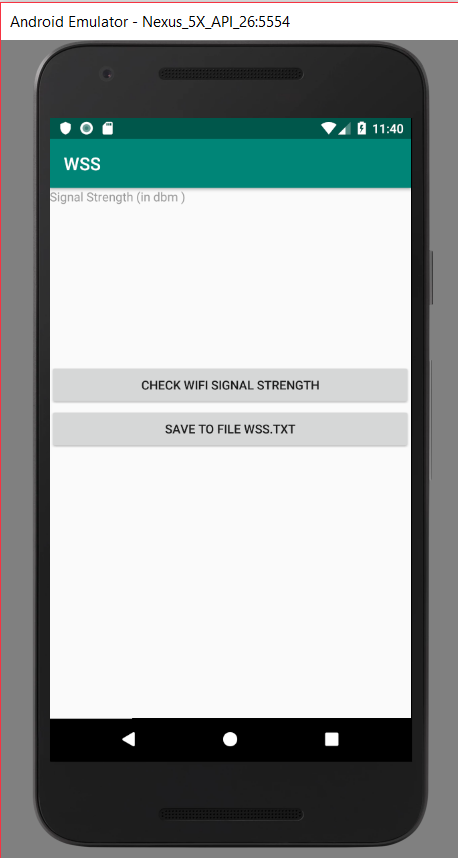 Android Emulator - Nexus_5X_API_26:5554
11:40
WSS
Signal Strength (in dbm )
CHECK WIFI SIGNAL STRENGTH
SAVE TO FILE WSS.TXT